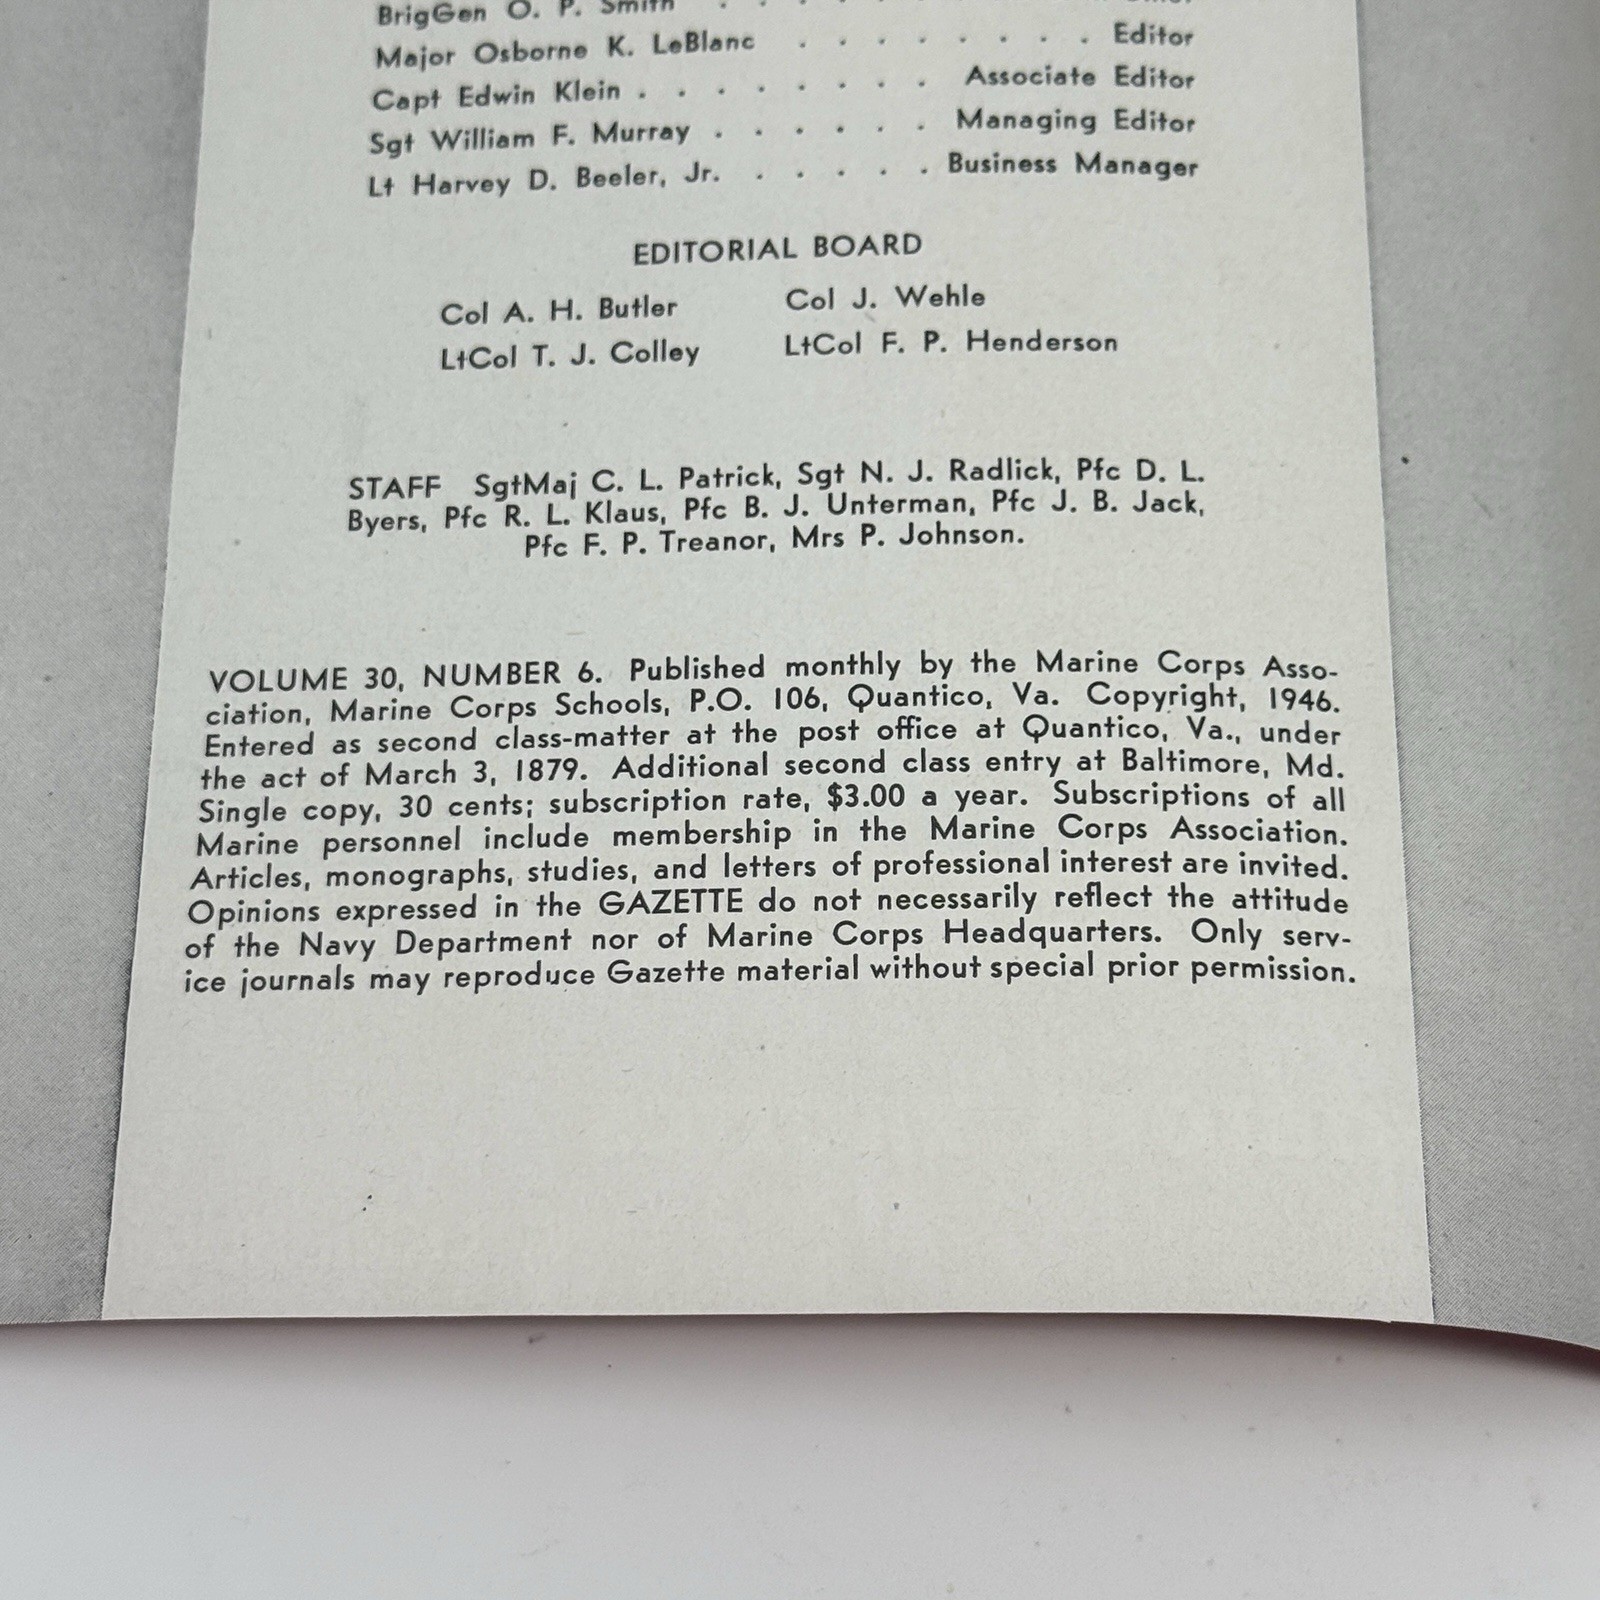 BrigGen O. P. Smith . . . .
Major Osborne K. LeBlanc . . . . . . . . Editor
Capt Edwin Klein . . . . . . . . Associate Editor
Sgt William F. Murray . . . . . . Managing Editor
Lt Harvey D. Beeler, Jr. . . . . . Business Manager
EDITORIAL BOARD
Col A. H. Butler Col J. Wehle
LtCol T. J. Colley LtCol F. P. Henderson
STAFF SgtMaj C. L. Patrick, Sgt N. J. Radlick, Pfc D. L.
Byers, Pfc R. L. Klaus, Pfc B. J. Unterman, Pfc J. B. Jack,
Pfc F. P. Treanor, Mrs P. Johnson.
VOLUME 30, NUMBER 6. Published monthly by the Marine Corps Asso-
ciation, Marine Corps Schools, P.O. 106, Quantico, Va. Copyright, 1946.
Entered as second class-matter at the post office at Quantico, Va., under
the act of March 3, 1879. Additional second class entry at Baltimore, Md.
Single copy, 30 cents; subscription rate, $3.00 a year. Subscriptions of all
Marine personnel include membership in the Marine Corps Association.
Articles, monographs, studies, and letters of professional interest are invited.
Opinions expressed in the GAZETTE do not necessarily reflect the attitude
of the Navy Department nor of Marine Corps Headquarters. Only serv-
ice journals may reproduce Gazette material without special prior permission.